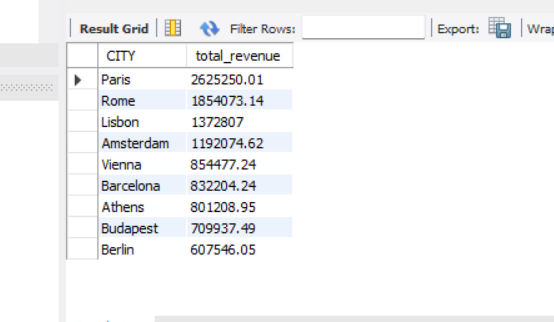 Result Grid Filter Rows: Export: Wrap
CITY total_revenue
Paris 2625250.01
Rome 1854073.14
Lisbon 1372807
Amsterdam 1192074.62
Vienna 854477.24
Barcelona 832204.24
Athens 801208.95
Budapest 709937.49
Berlin 607546.05